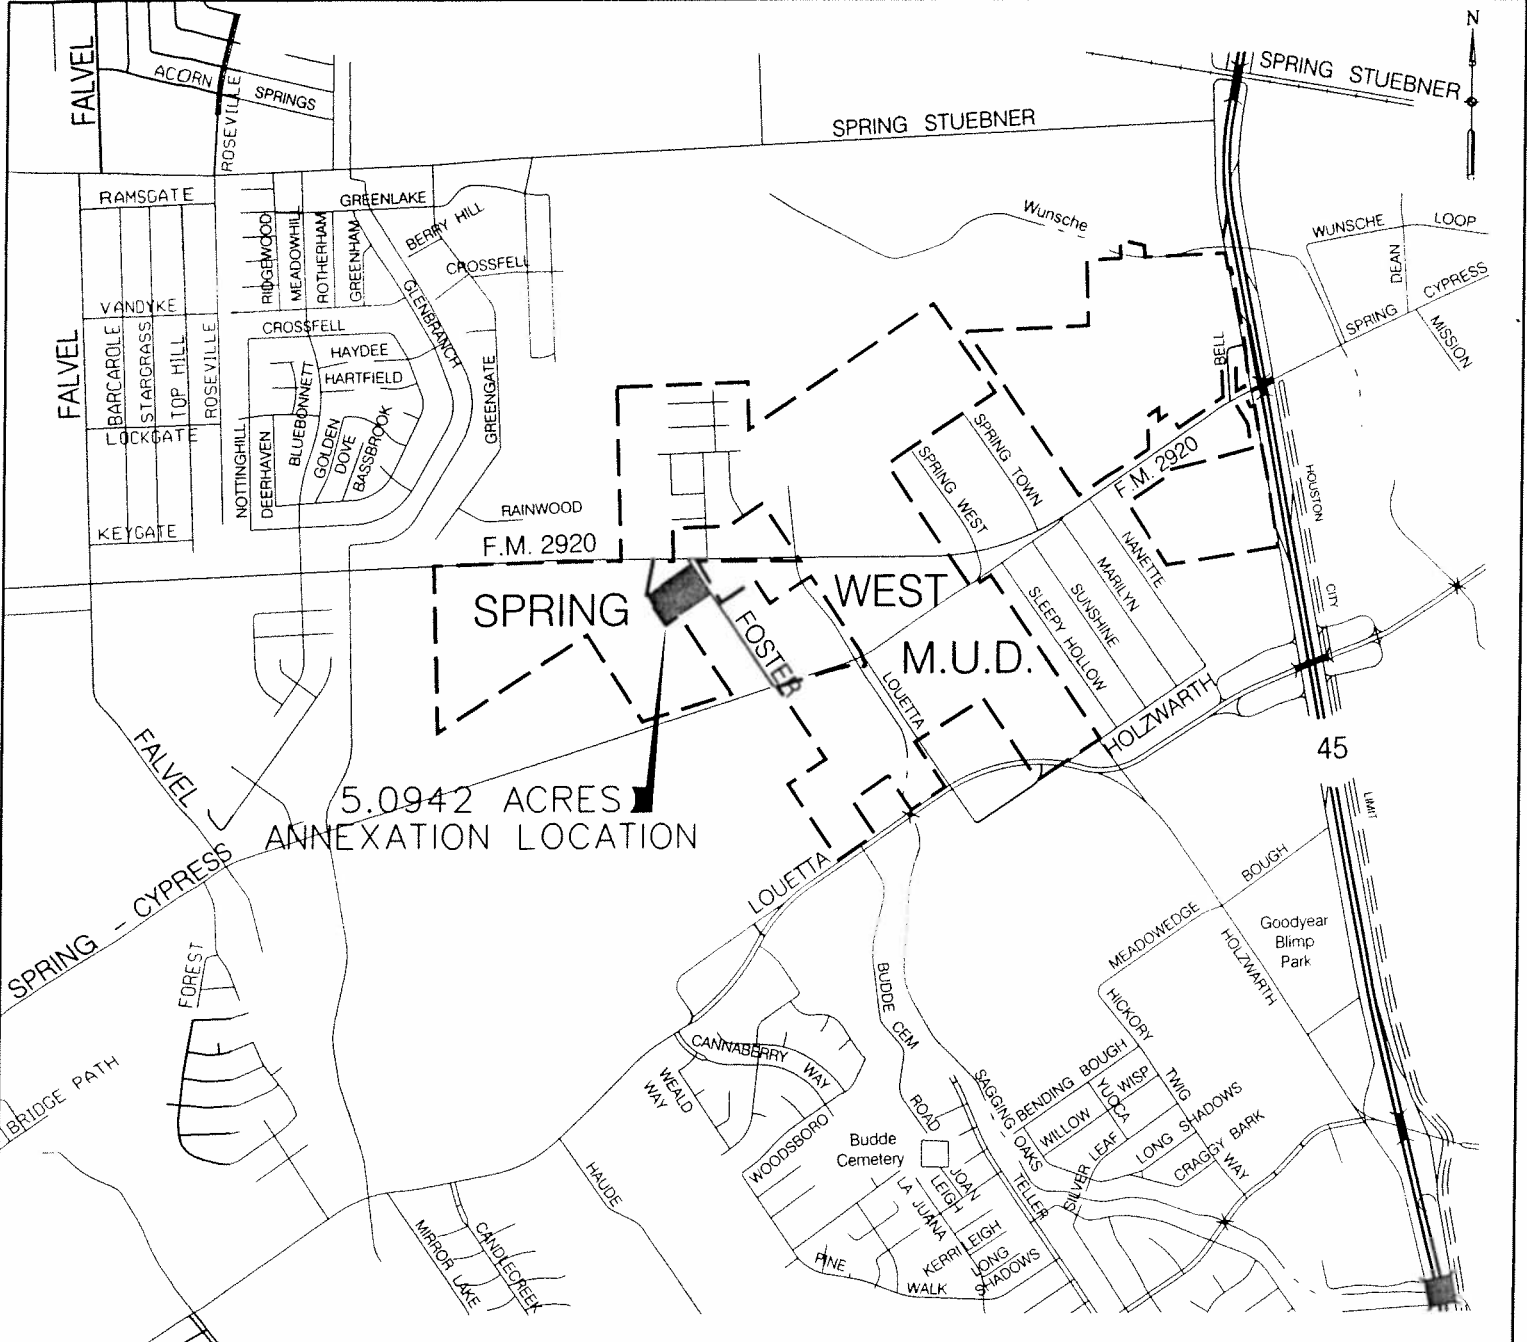 N
FALVEL
ACORN SPRINGS
ROSEVILLE
SPRING STUEBNER
SPRING STUEBNER
RAMSGATE
GREENLAKE
BERRY HILL
CROSSFELL
Wunsche
WUNSCHE LOOP
DEAN
SPRING CYPRESS
MISSION
RIDGEWOOD
MEADOWHILL
ROTHERHAM
GREENHAM
VANDYKE
GLENBRANCH
FALVEL
BARCAROLE
STARGRASS
TOP HILL
ROSEVILLE
CROSSFELL
HAYDEE
HARTFIELD
GREENGATE
BELL
LOCKGATE
NOTTINGHILL
DEERHAVEN
BLUEBONNETT
GOLDEN
DOVE
BASSBROOK
SPRING TOWN
SPRING WEST
F.M. 2920
HOUSTON
CITY
LIMIT
KEYGATE
RAINWOOD
F.M. 2920
NANETTE
MARILYN
SUNSHINE
SLEEPY HOLLOW
SPRING WEST
M.U.D.
FOSTER
LOUETTA
HOLZWARTH
45
FALVEL
5.0942 ACRES
ANNEXATION LOCATION
SPRING - CYPRESS
LOUETTA
BOUGH
MEADOWEDGE
HOLZWARTH
Goodyear
Blimp
Park
FOREST
BUDDE CEM ROAD
HICKORY TWIG
BRIDGE PATH
CANNABERRY WAY
WEALD
WAY
WOODSBORO
SAGGING OAKS
BENDING BOUGH
WILLOW WISP
YUCCA
SILVER LEAF
LONG SHADOWS
CRAGGY BARK
WAY
Budde
Cemetery
HAUDE
JOAN
LEIGH
LA JUANA
TELLER
KERRI LEIGH
LONG
SHADOWS
PINE WALK
MIRROR LAKE
CANDLECREEK